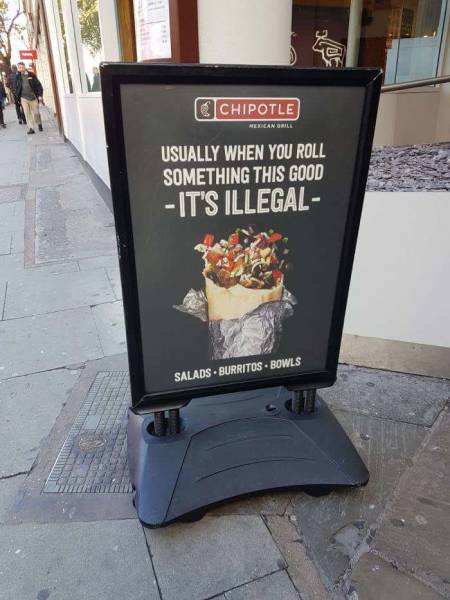 CHIPOTLE
MEXICAN GRILL
USUALLY WHEN YOU ROLL
SOMETHING THIS GOOD
-IT'S ILLEGAL-
SALADS • BURRITOS • BOWLS